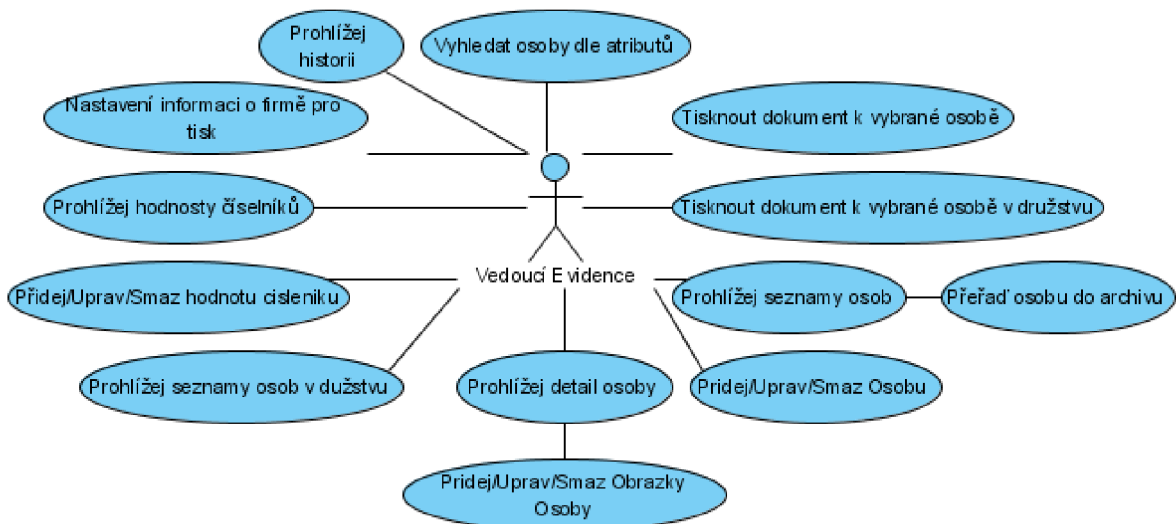 Prohlížej
historii
Vyhledat osoby dle atributů
Nastavení informaci o firmě pro
tisk
Tisknout dokument k vybrané osobě
Prohlížej hodnosty číselníků
Tisknout dokument k vybrané osobě v družstvu
Vedoucí Evidence
Přidej/Uprav/Smaz hodnotu cisleniku
Prohlížej seznamy osob
Přeřaď osobu do archivu
Prohlížej seznamy osob v dužstvu
Prohlížej detail osoby
Pridej/Uprav/Smaz Osobu
Pridej/Uprav/Smaz Obrazky
Osoby